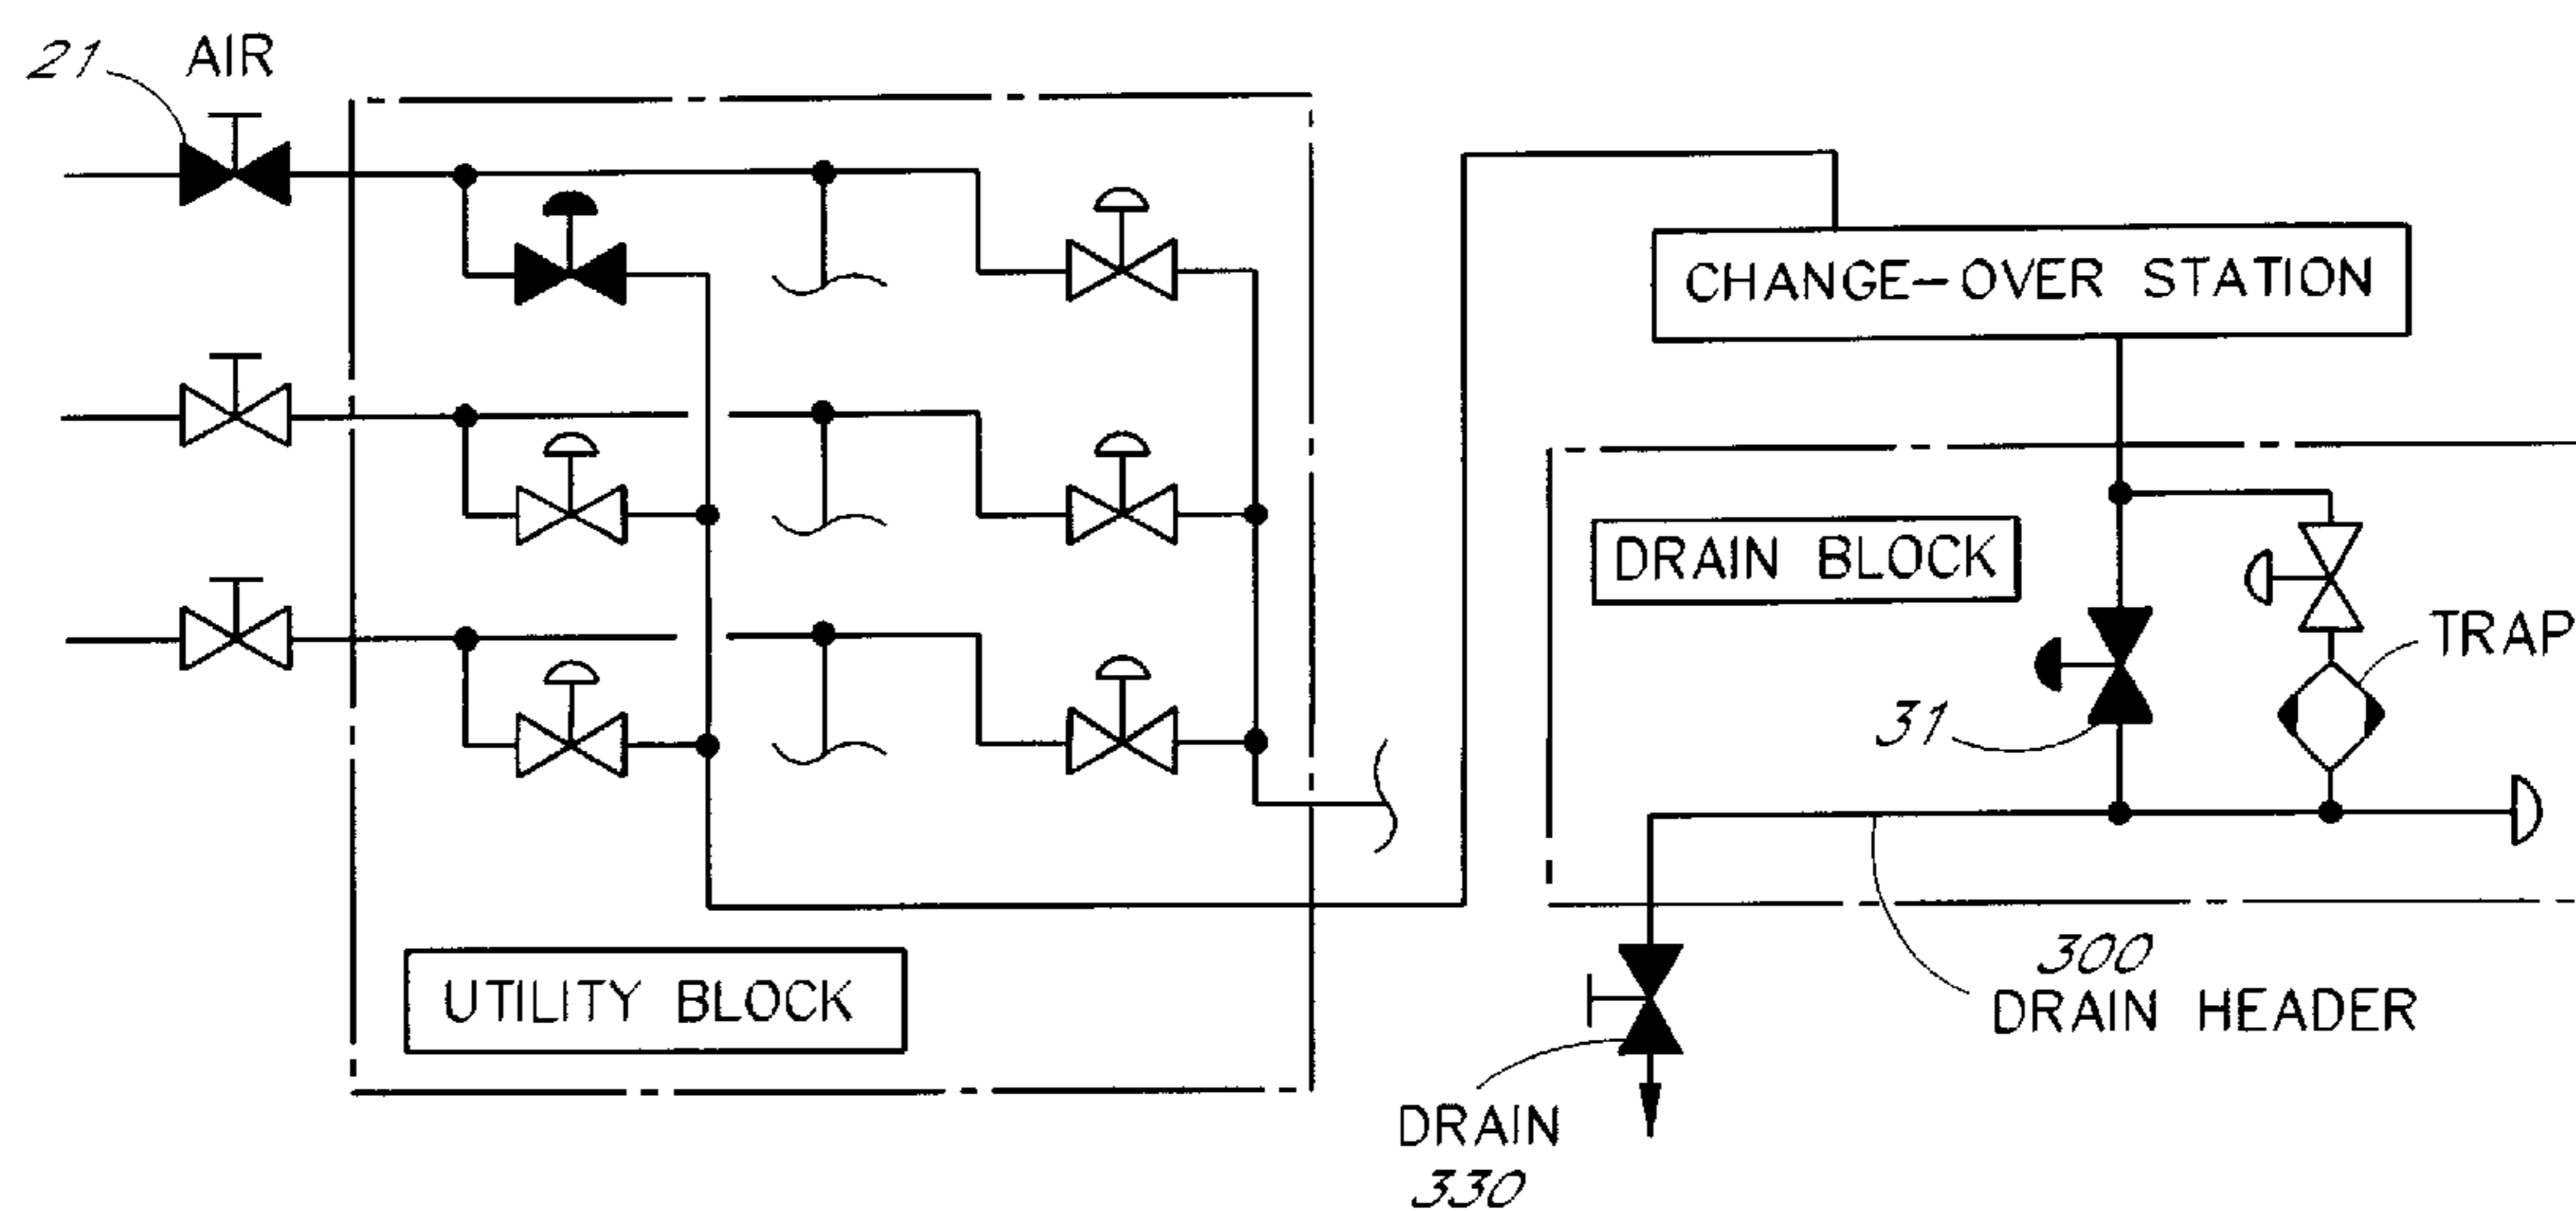 21
AIR
CHANGE-OVER STATION
DRAIN BLOCK
TRAP
31
300
DRAIN HEADER
UTILITY BLOCK
DRAIN
330